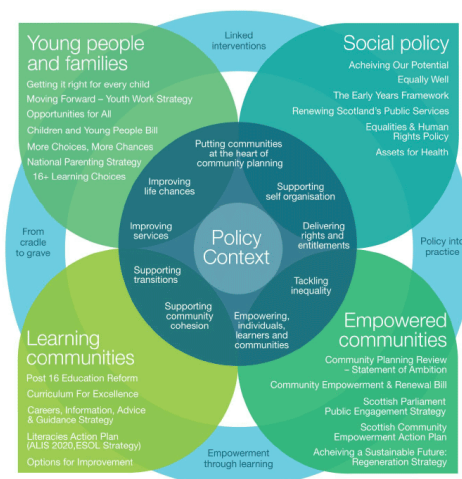 Young people
and families
Getting it right for every child
Moving Forward – Youth Work Strategy
Opportunities for All
Children and Young People Bill
More Choices, More Chances
National Parenting Strategy
16+ Learning Choices
Linked
interventions
Social policy
Acheiving Our Potential
Equally Well
The Early Years Framework
Renewing Scotland's Public Services
Equalities & Human
Rights Policy
Assets for Health
Putting communities
at the heart of
community planning
Improving
life chances
Supporting
self organisation
From
cradle
to grave
Improving
services
Policy
Context
Delivering
rights and
entitlements
Policy into
practice
Supporting
transitions
Tackling
inequality
Supporting
community
cohesion
Empowering,
individuals,
learners and
communities
Learning
communities
Post 16 Education Reform
Curriculum For Excellence
Careers, Information, Advice
& Guidance Strategy
Literacies Action Plan
(ALIS 2020,ESOL Strategy)
Options for Improvement
Empowered
communities
Community Planning Review
– Statement of Ambition
Community Empowerment & Renewal Bill
Scottish Parliament
Public Engagement Strategy
Scottish Community
Empowerment Action Plan
Acheiving a Sustainable Future:
Regeneration Strategy
Empowerment
through learning